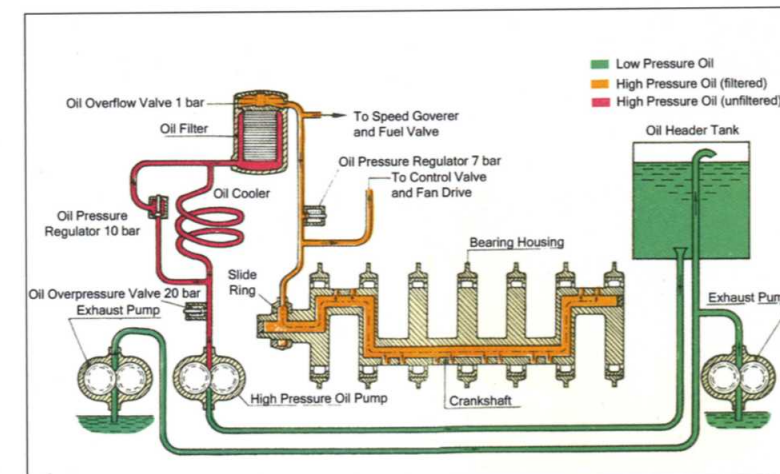 Low Pressure Oil
High Pressure Oil (filtered)
High Pressure Oil (unfiltered)
Oil Overflow Valve 1 bar
Oil Filter
To Speed Goverer
and Fuel Valve
Oil Header Tank
Oil Pressure Regulator 7 bar
To Control Valve
and Fan Drive
Oil Cooler
Oil Pressure
Regulator 10 bar
Bearing Housing
Slide
Ring
Oil Overpressure Valve 20 bar
Exhaust Pump
Exhaust Pum
High Pressure Oil Pump
Crankshaft